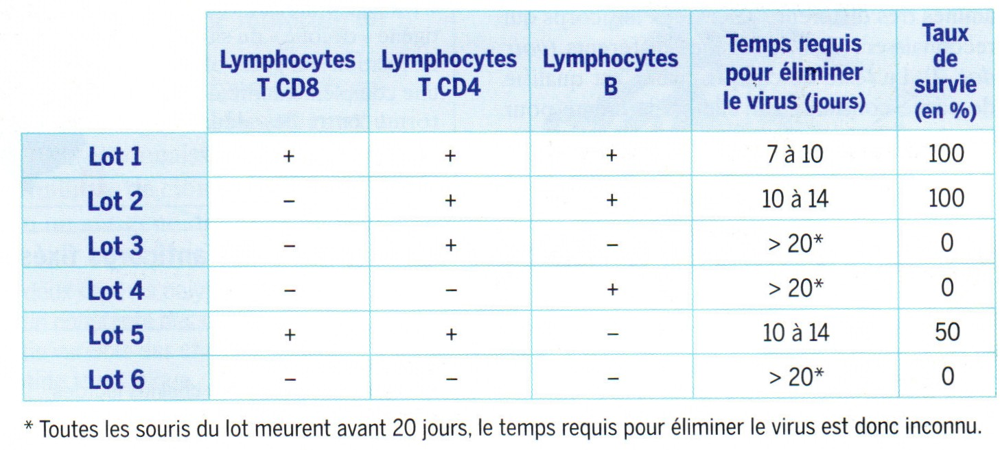 Lymphocytes T CD8 | Lymphocytes T CD4 | Lymphocytes B | Temps requis pour éliminer le virus (jours) | Taux de survie (en %)
Lot 1 | + | + | + | 7 à 10 | 100
Lot 2 | – | + | + | 10 à 14 | 100
Lot 3 | – | + | – | > 20* | 0
Lot 4 | – | – | + | > 20* | 0
Lot 5 | + | + | – | 10 à 14 | 50
Lot 6 | – | – | – | > 20* | 0
* Toutes les souris du lot meurent avant 20 jours, le temps requis pour éliminer le virus est donc inconnu.